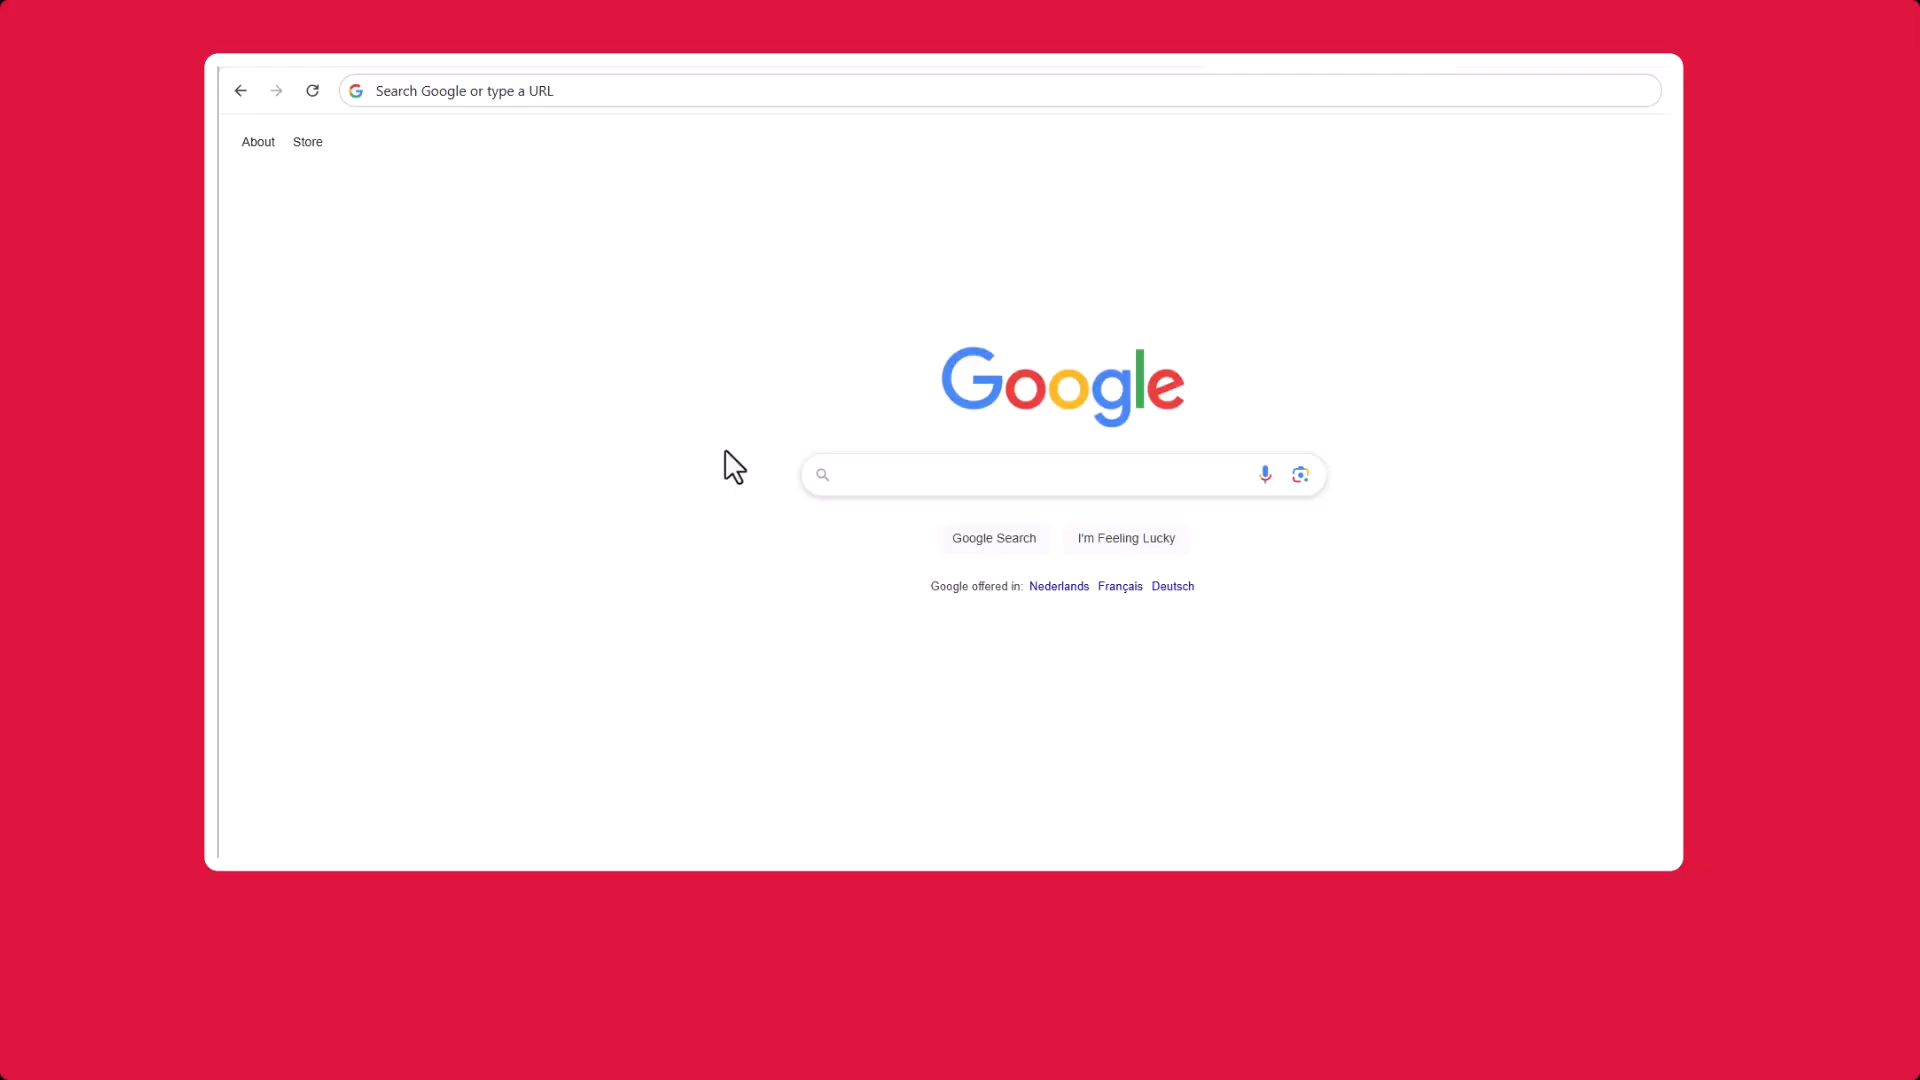 Search Google or type a URL
About Store
Google
Google Search I'm Feeling Lucky
Google offered in: Nederlands Français Deutsch